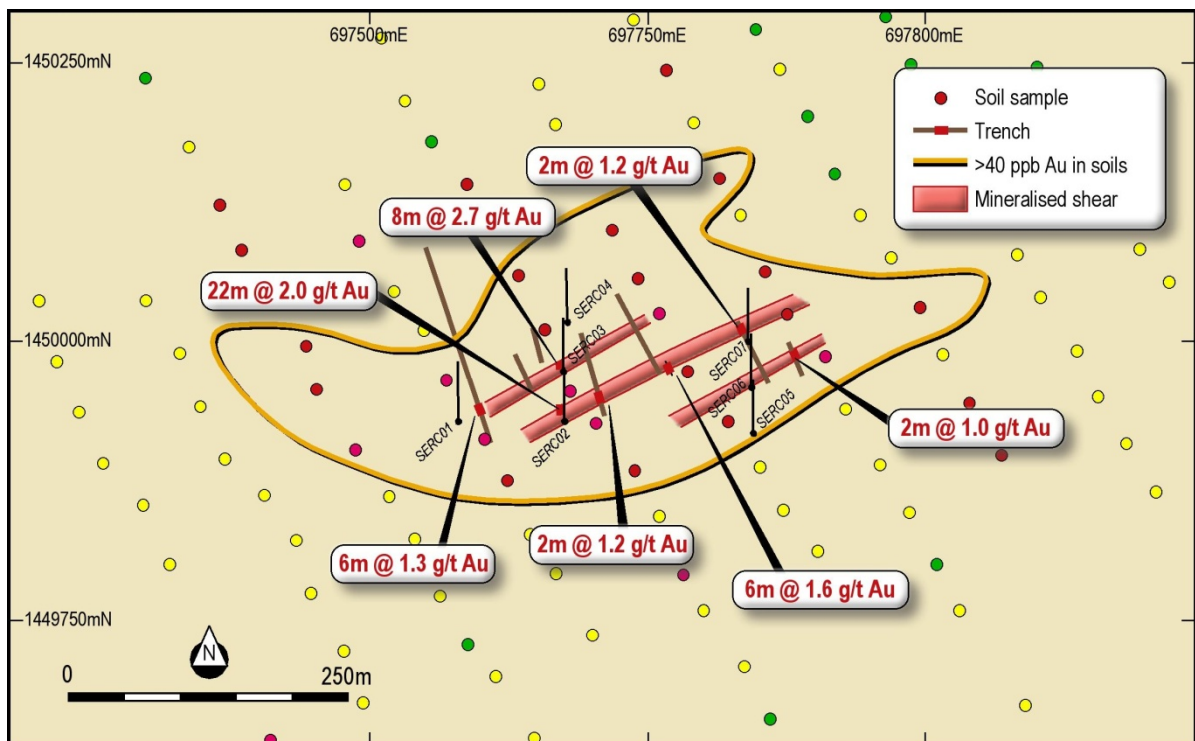 697500mE
697750mE
697800mE
1450250mN
Soil sample
Trench
>40 ppb Au in soils
Mineralised shear
2m @ 1.2 g/t Au
8m @ 2.7 g/t Au
22m @ 2.0 g/t Au
SERC04
1450000mN
SERC03
SERC07
SERC06
SERC05
SERC01
SERC02
2m @ 1.0 g/t Au
6m @ 1.3 g/t Au
2m @ 1.2 g/t Au
6m @ 1.6 g/t Au
1449750mN
N
0
250m